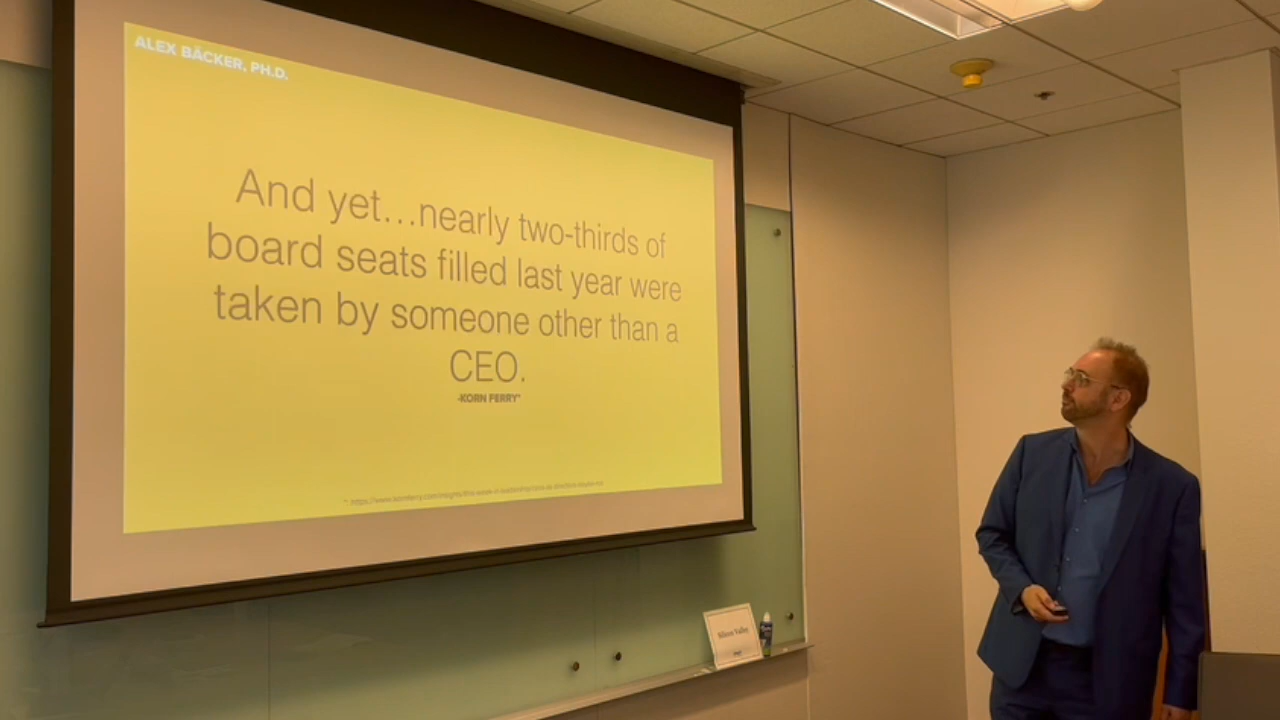 ALEX BÄCKER, PH.D.
And yet…nearly two-thirds of
board seats filled last year were
taken by someone other than a
CEO.
-KORN FERRY*
Silicon Valley